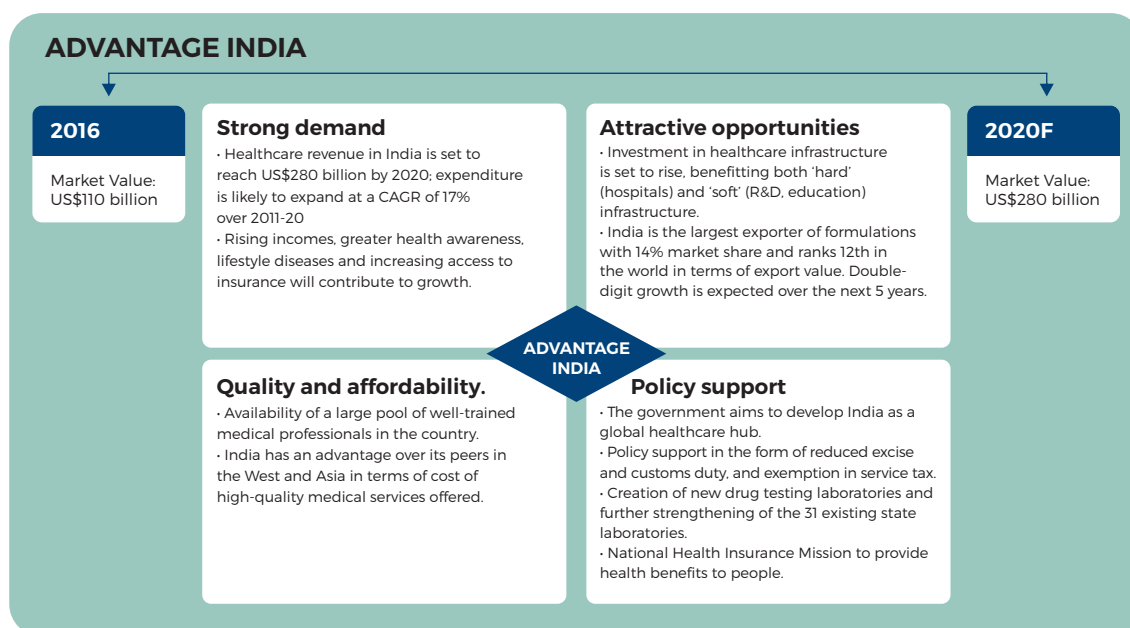 ADVANTAGE INDIA
2016
Market Value:
US$110 billion
Strong demand
· Healthcare revenue in India is set to
reach US$280 billion by 2020; expenditure
is likely to expand at a CAGR of 17%
over 2011-20
· Rising incomes, greater health awareness,
lifestyle diseases and increasing access to
insurance will contribute to growth.
Attractive opportunities
· Investment in healthcare infrastructure
is set to rise, benefitting both ‘hard’
(hospitals) and ‘soft’ (R&D, education)
infrastructure.
· India is the largest exporter of formulations
with 14% market share and ranks 12th in
the world in terms of export value. Double-
digit growth is expected over the next 5 years.
2020F
Market Value:
US$280 billion
ADVANTAGE
INDIA
Quality and affordability.
· Availability of a large pool of well-trained
medical professionals in the country.
· India has an advantage over its peers in
the West and Asia in terms of cost of
high-quality medical services offered.
Policy support
· The government aims to develop India as a
global healthcare hub.
· Policy support in the form of reduced excise
and customs duty, and exemption in service tax.
· Creation of new drug testing laboratories and
further strengthening of the 31 existing state
laboratories.
· National Health Insurance Mission to provide
health benefits to people.